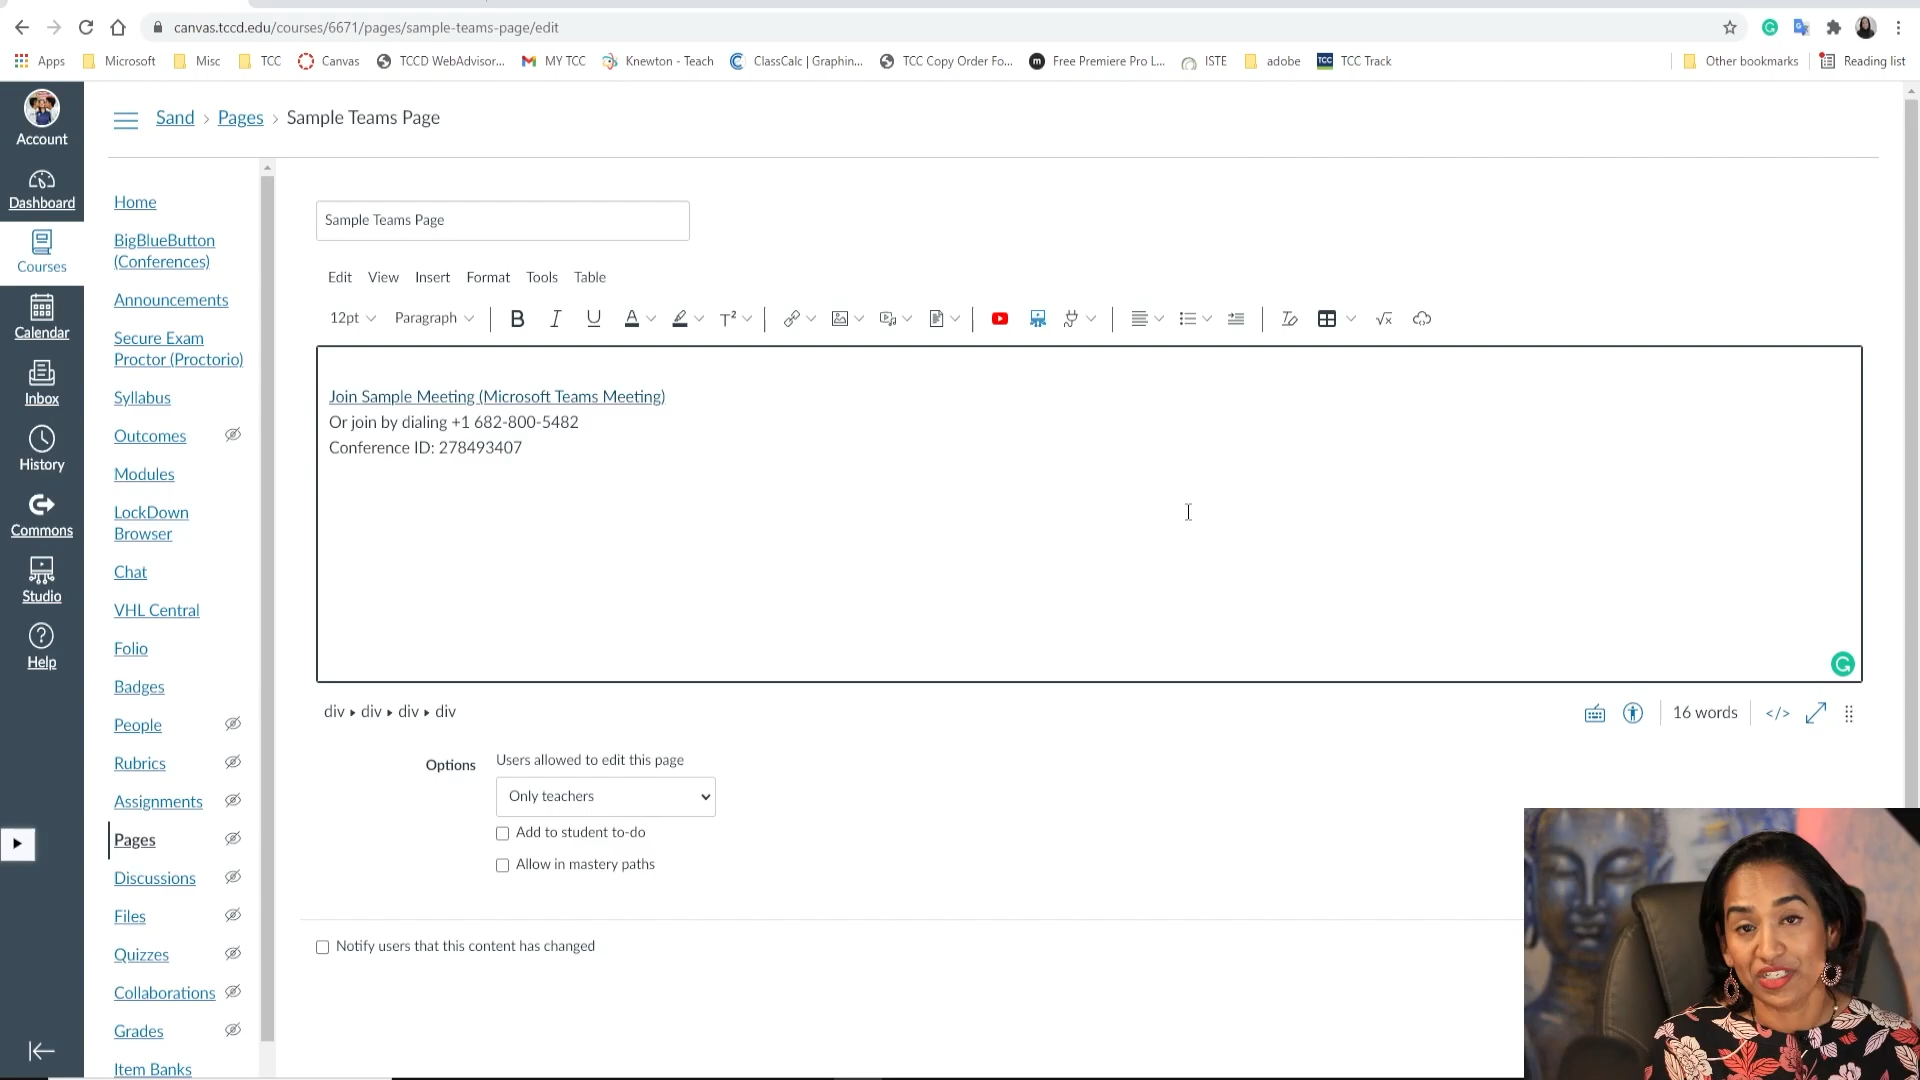 canvas.tccd.edu/courses/6671/pages/sample-teams-page/edit
Apps
Microsoft
Misc
TCC
Canvas
TCCD WebAdvisor...
MY TCC
Knewton - Teach
ClassCalc | Graphin...
TCC Copy Order Fo...
Free Premiere Pro L...
ISTE
adobe
TCC
TCC Track
Other bookmarks
Reading list
Account
Dashboard
Courses
Calendar
Inbox
History
Commons
Studio
Help
Sand
Pages
Sample Teams Page
Home
BigBlueButton
(Conferences)
Announcements
Secure Exam
Proctor (Proctorio)
Syllabus
Outcomes
Modules
LockDown
Browser
Chat
VHL Central
Folio
Badges
People
Rubrics
Assignments
Pages
Discussions
Files
Quizzes
Collaborations
Grades
Item Banks
Sample Teams Page
Edit View Insert Format Tools Table
12pt Paragraph B I U A T²
Join Sample Meeting (Microsoft Teams Meeting)
Or join by dialing +1 682-800-5482
Conference ID: 278493407
div ▸ div ▸ div ▸ div
16 words </>
Options
Users allowed to edit this page
Only teachers
Add to student to-do
Allow in mastery paths
Notify users that this content has changed